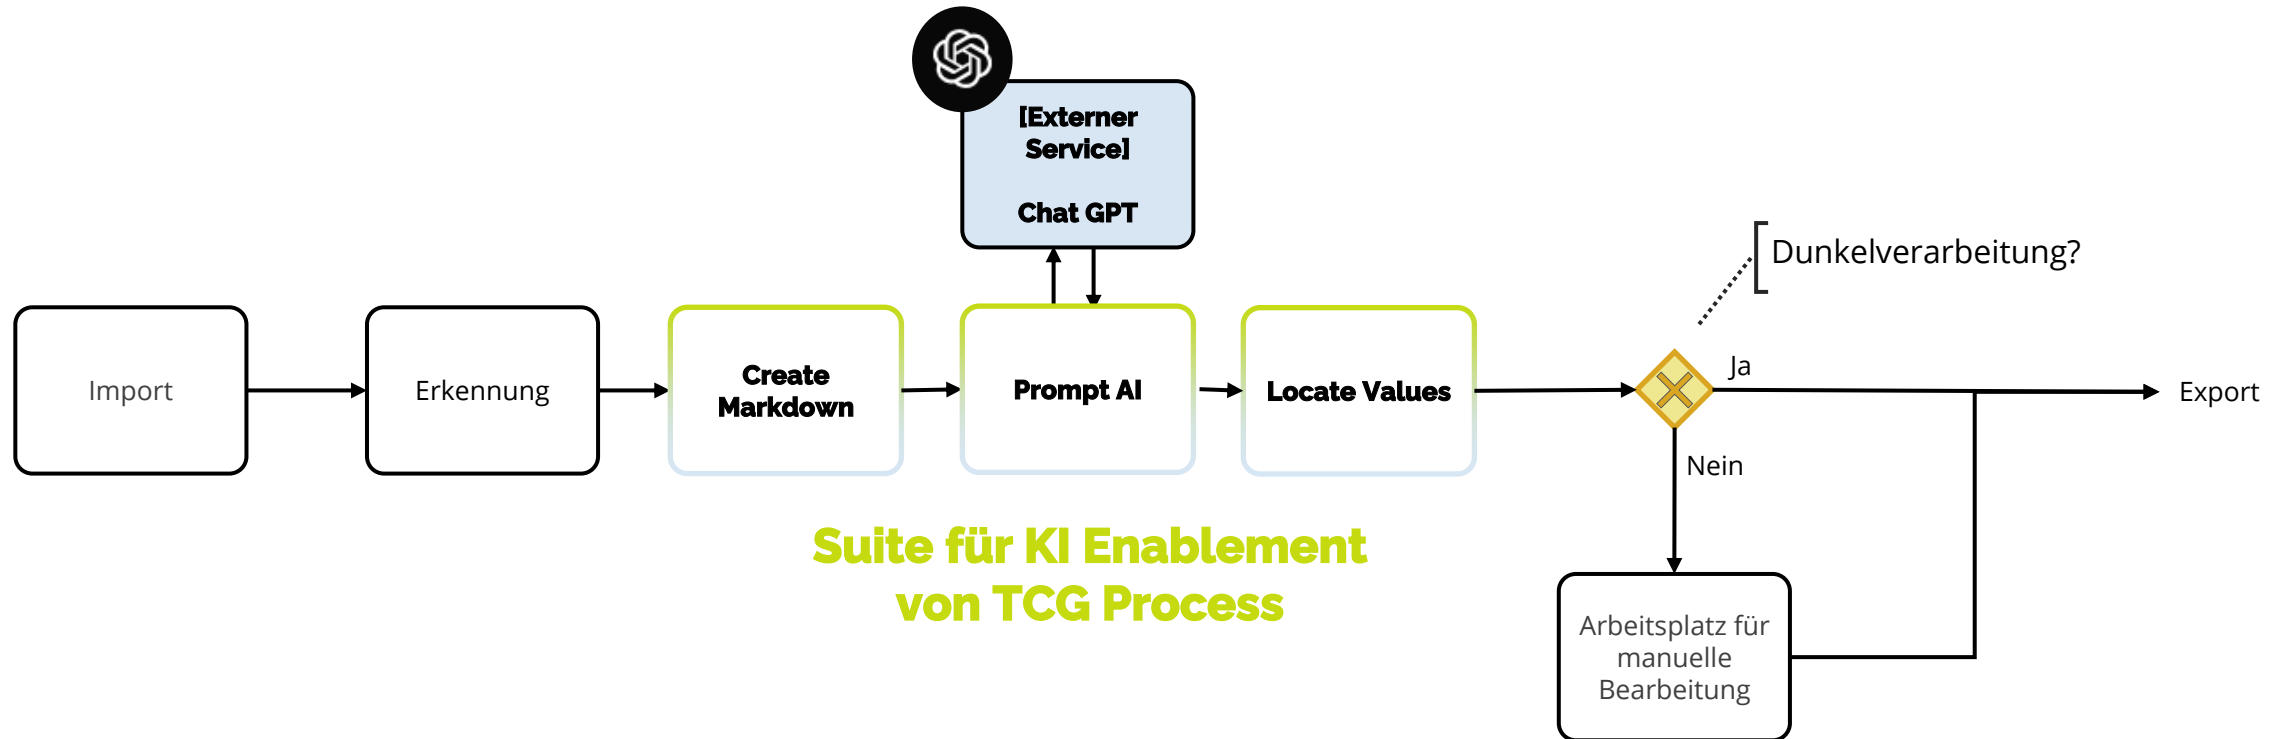 [Externer
Service]
Chat GPT
Dunkelverarbeitung?
Import
Erkennung
Create
Markdown
Prompt AI
Locate Values
Ja
Export
Nein
Suite für KI Enablement
von TCG Process
Arbeitsplatz für
manuelle
Bearbeitung